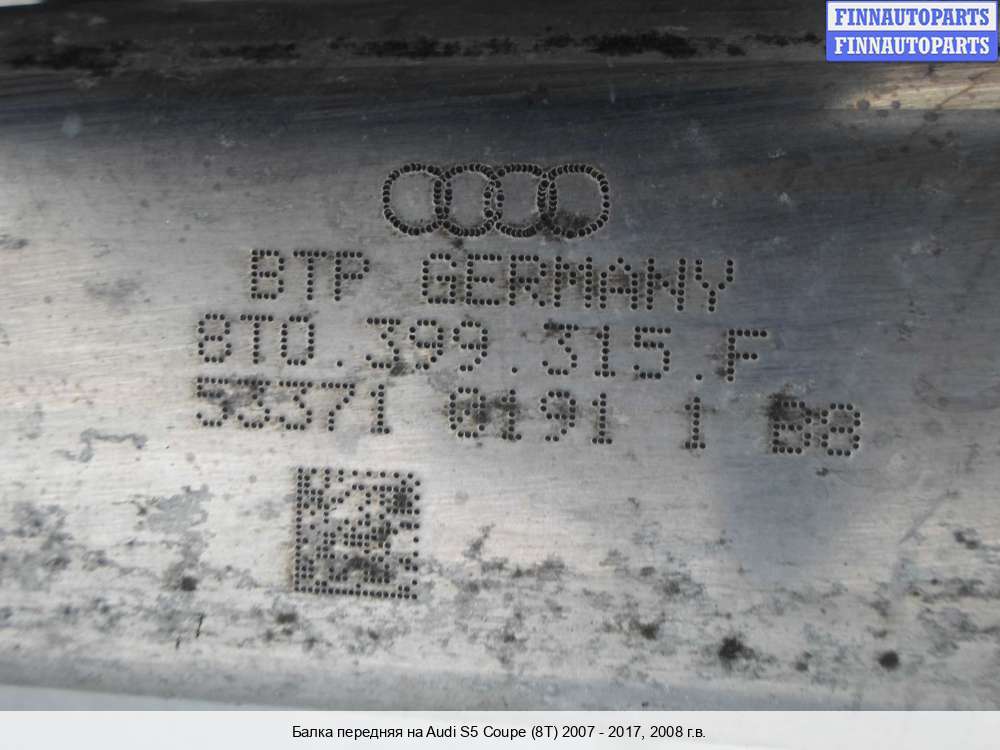 FINNAUTOPARTS
FINNAUTOPARTS
BTP GERMANY
8T0.399.315.F
53371 0191 1 B8
Балка передняя на Audi S5 Coupe (8T) 2007 - 2017, 2008 г.в.